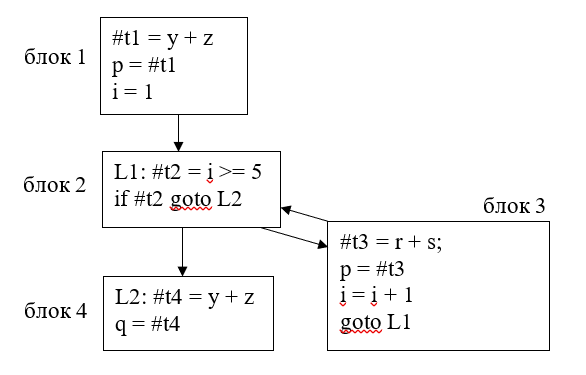 блок 1
#t1 = y + z
p = #t1
i = 1
блок 2
L1: #t2 = i >= 5
if #t2 goto L2
блок 3
#t3 = r + s;
p = #t3
i = i + 1
goto L1
блок 4
L2: #t4 = y + z
q = #t4